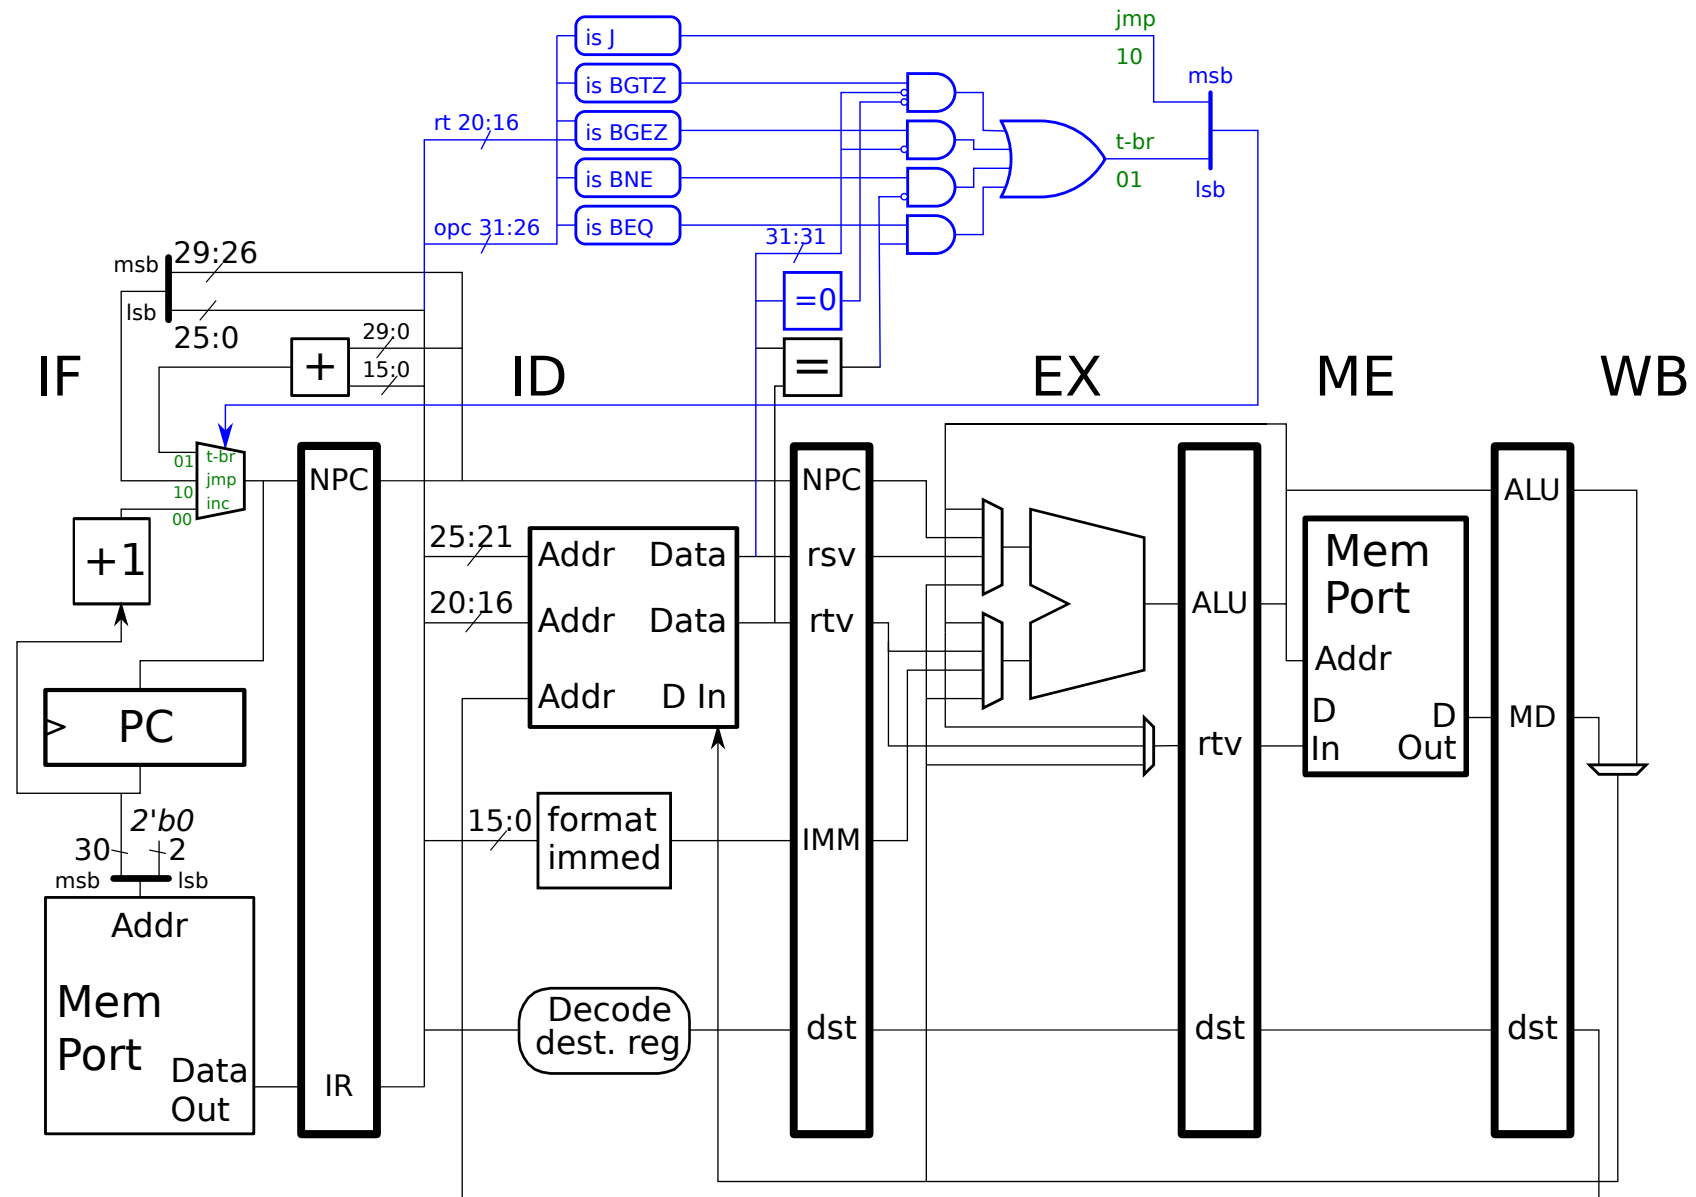 jmp
is J
10
msb
is BGTZ
rt 20:16
is BGEZ
t-br
is BNE
01
lsb
opc 31:26
is BEQ
31:31
29:26
msb
lsb
=0
25:0
29:0
15:0
+
=
IF
ID
EX
ME
WB
t-br
01
jmp
10
inc
00
NPC
NPC
ALU
+1
25:21
Addr
Data
rsv
Mem
Port
20:16
Addr
Data
rtv
ALU
Addr
Addr
D In
D
In
D
Out
MD
PC
rtv
2'b0
30
2
msb
lsb
15:0
format
immed
IMM
Addr
Mem
Port
Data
Out
IR
Decode
dest. reg
dst
dst
dst